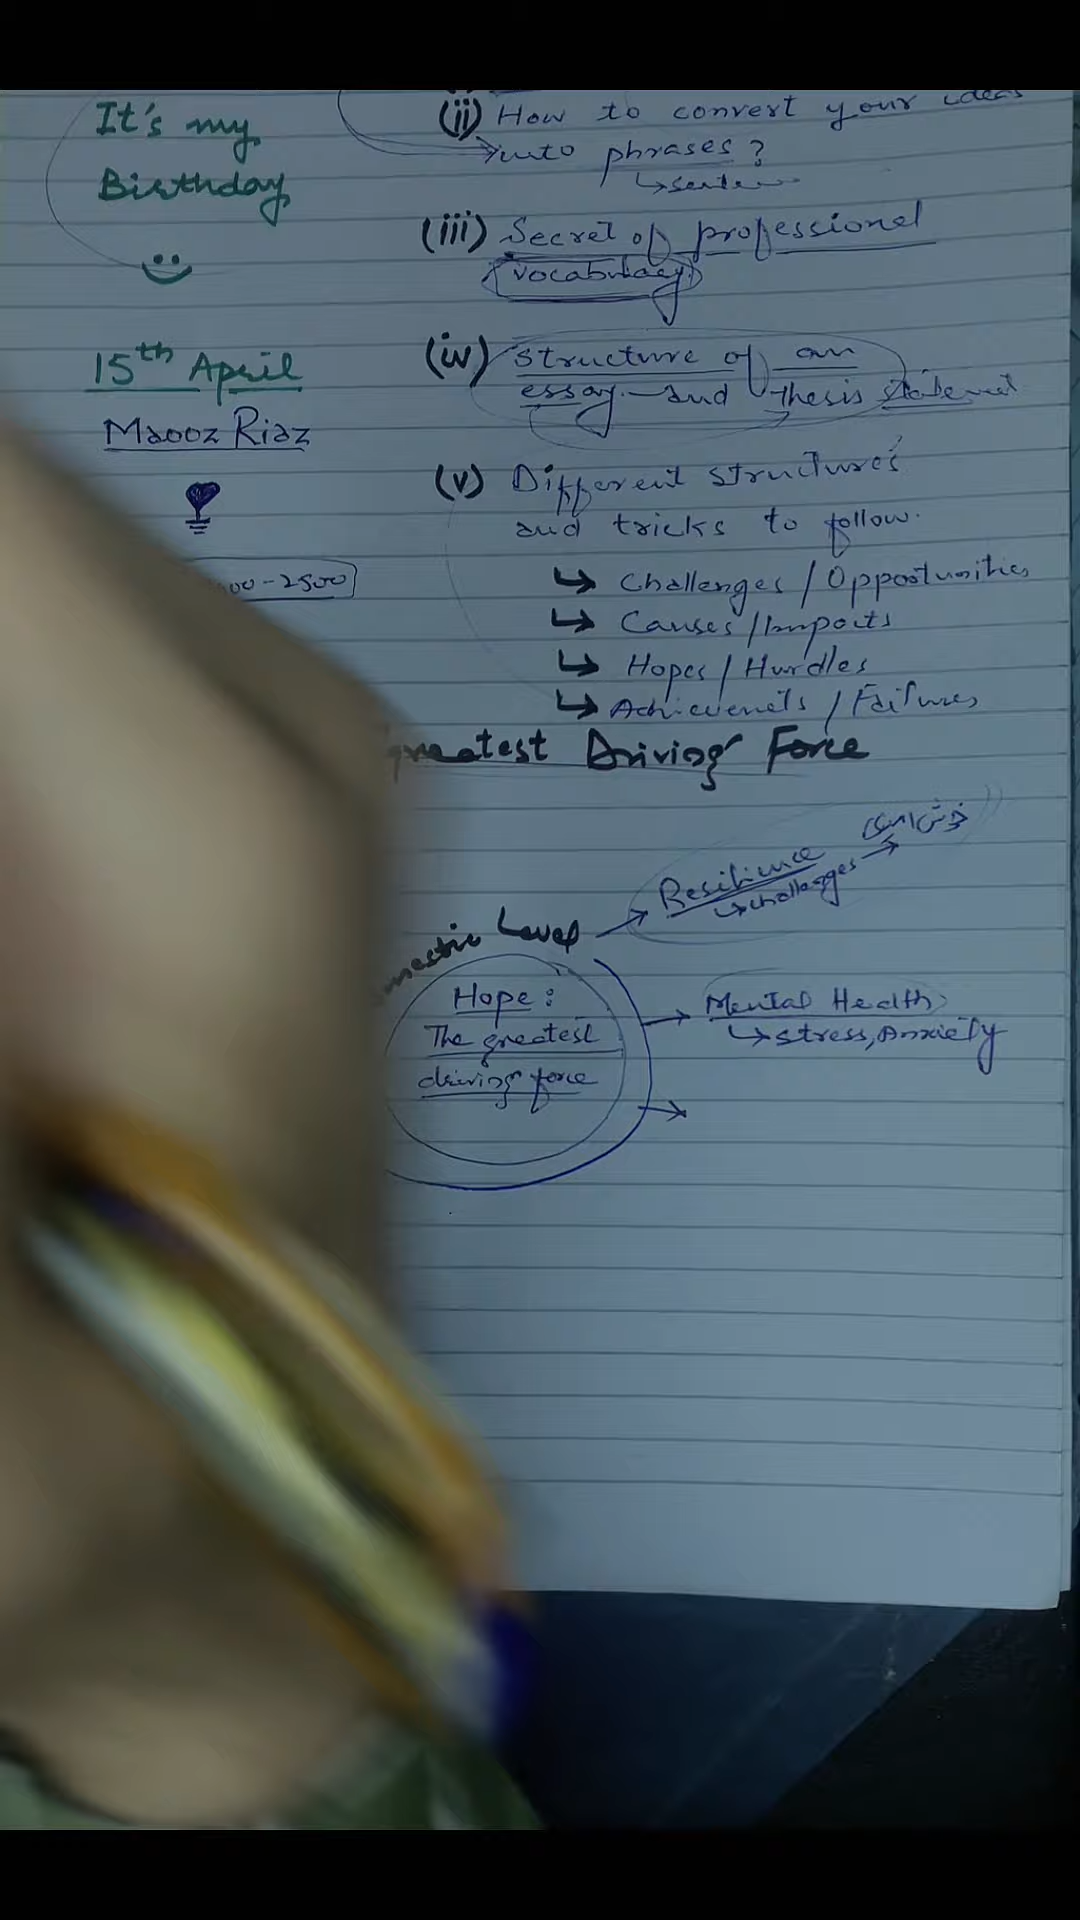 It's my
Birthday
15th April
Maooz Riaz
00-2500
(ii) How to convert your ideas
into phrases?
(iii) Secret of professional
vocabulary
(iv) Structure of an
essay and thesis statement
(v) Different structures
and tricks to follow.
Challenges / Opportunities
Causes / Impacts
Hopes / Hurdles
Achievements / Failures
greatest Driving Force
Resilience
challenges
Level
Hope:
The greatest
driving force
Mental Health
stress, Anxiety